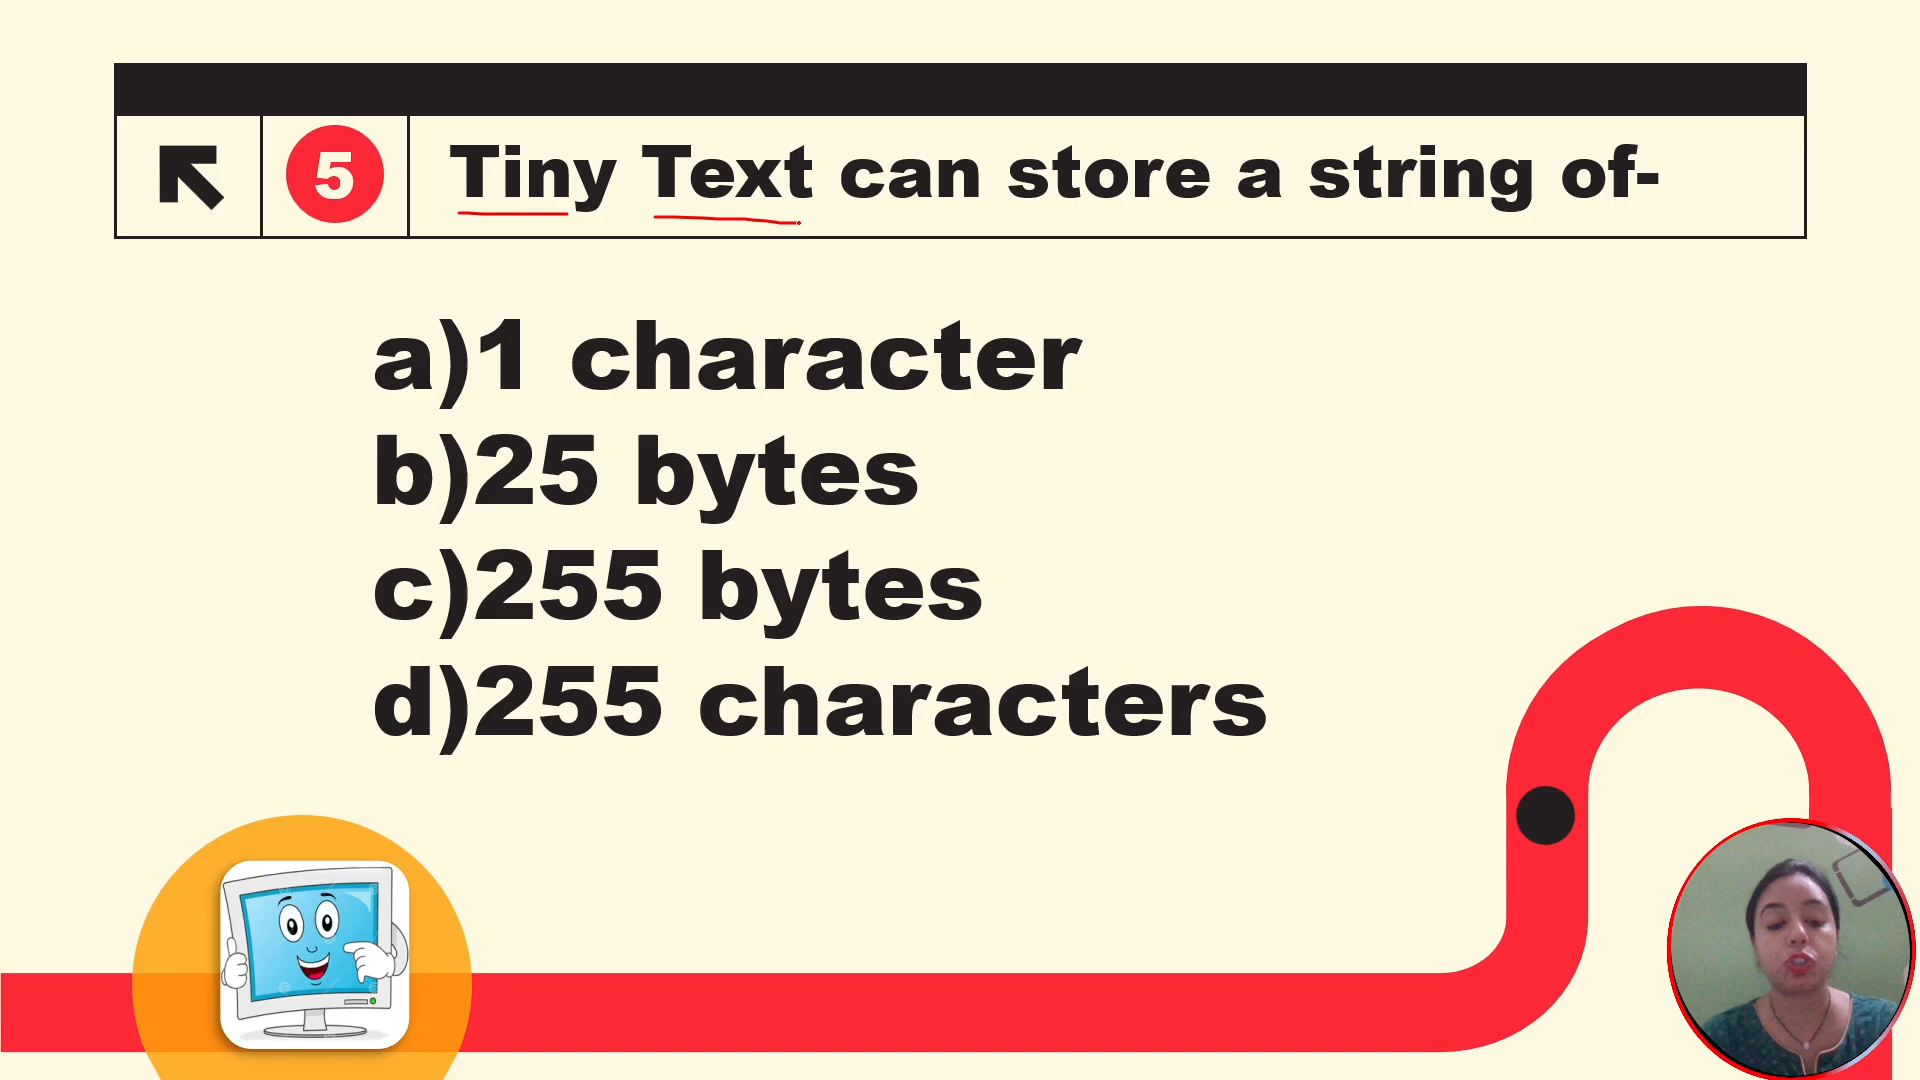 5 Tiny Text can store a string of-
a)1 character
b)25 bytes
c)255 bytes
d)255 characters